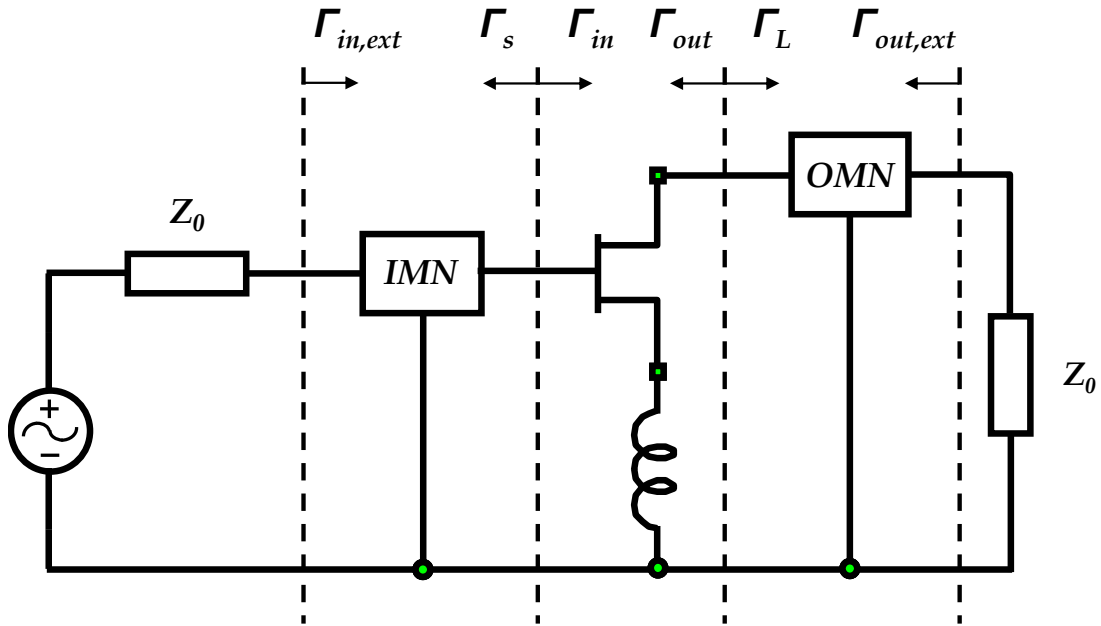 Γin,ext Γs Γin Γout ΓL Γout,ext
OMN
Z0
IMN
Z0
+
−